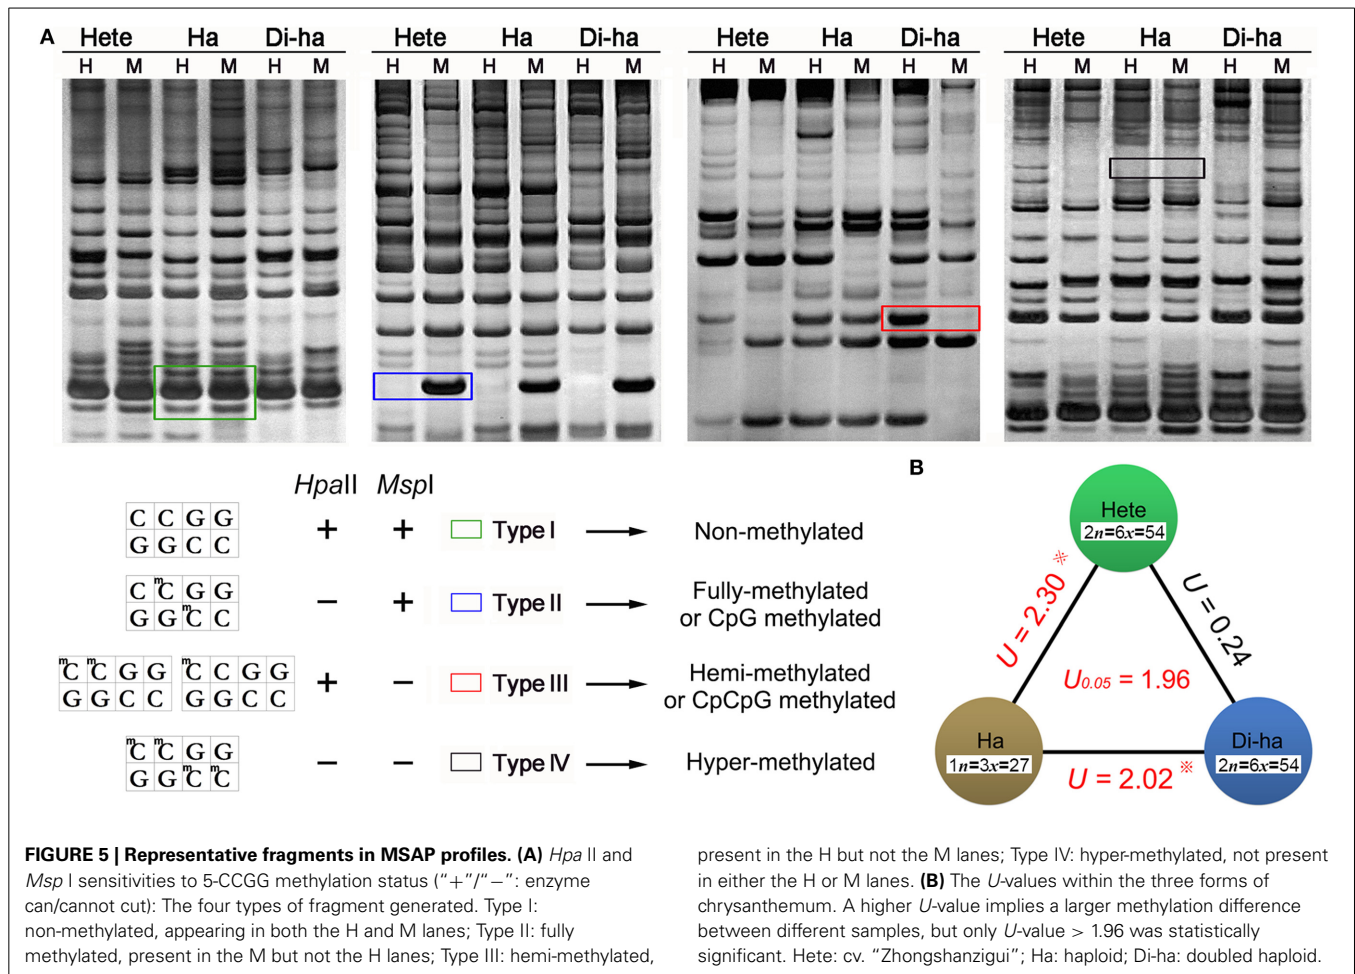 A
Hete Ha Di-ha
H M H M H M
Hete Ha Di-ha
H M H M H M
Hete Ha Di-ha
H M H M H M
Hete Ha Di-ha
H M H M H M
HpaII MspI
C C G G
G G C C
+ + Type I Non-methylated
C mC G G
G G mC C
− + Type II Fully-methylated
or CpG methylated
mC mC G G mC C G G
G G C C G G C C
+ − Type III Hemi-methylated
or CpCpG methylated
mC mC G G
G G mC mC
− − Type IV Hyper-methylated
B
Hete
2n=6x=54
U = 2.30 ※
U = 0.24
U0.05 = 1.96
Ha
1n=3x=27
Di-ha
2n=6x=54
U = 2.02 ※
FIGURE 5 | Representative fragments in MSAP profiles. (A) Hpa II and
Msp I sensitivities to 5-CCGG methylation status (“+”/“−”: enzyme
can/cannot cut): The four types of fragment generated. Type I:
non-methylated, appearing in both the H and M lanes; Type II: fully
methylated, present in the M but not the H lanes; Type III: hemi-methylated,
present in the H but not the M lanes; Type IV: hyper-methylated, not present
in either the H or M lanes. (B) The U-values within the three forms of
chrysanthemum. A higher U-value implies a larger methylation difference
between different samples, but only U-value > 1.96 was statistically
significant. Hete: cv. “Zhongshanzigui”; Ha: haploid; Di-ha: doubled haploid.